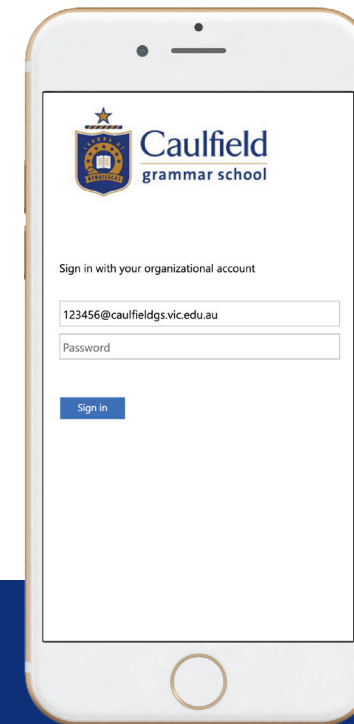 Caulfield
grammar school
Sign in with your organizational account
123456@caulfieldgs.vic.edu.au
Password
Sign in